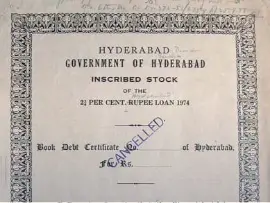 HYDERABAD
GOVERNMENT OF HYDERABAD
INSCRIBED STOCK
OF THE
2½ PER CENT. RUPEE LOAN 1974
CANCELLED.
Book Debt Certificate No. of Hyderabad,
For Rs.